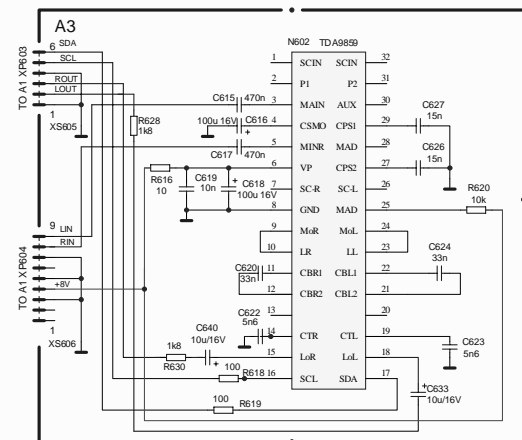 A3
N602 TDA9859
6 SDA
SCL
ROUT
LOUT
1
XS605
TO A1 XP603
9 LIN
RIN
+8V
1
XS606
TO A1 XP604
R628
1k8
C615 470n
100u 16V C616 +
C617 470n
R616
10
C619
10n
+ C618
100u 16V
C620
33n
C622
5n6
C640
10u/16V
+
1k8
R630
100 R618
100 R619
1 SCIN SCIN 32
2 P1 P2 31
3 MAIN AUX 30
4 CSMO CPS1 29
5 MINR MAD 28
6 VP CPS2 27
7 SC-R SC-L 26
8 GND MAD 25
9 MoR MoL 24
10 LR LL 23
11 CBR1 CBL1 22
12 CBR2 CBL2 21
13 20
14 CTR CTL 19
15 LoR LoL 18
16 SCL SDA 17
C627
15n
C626
15n
R620
10k
C624
33n
C623
5n6
+ C633
10u/16V